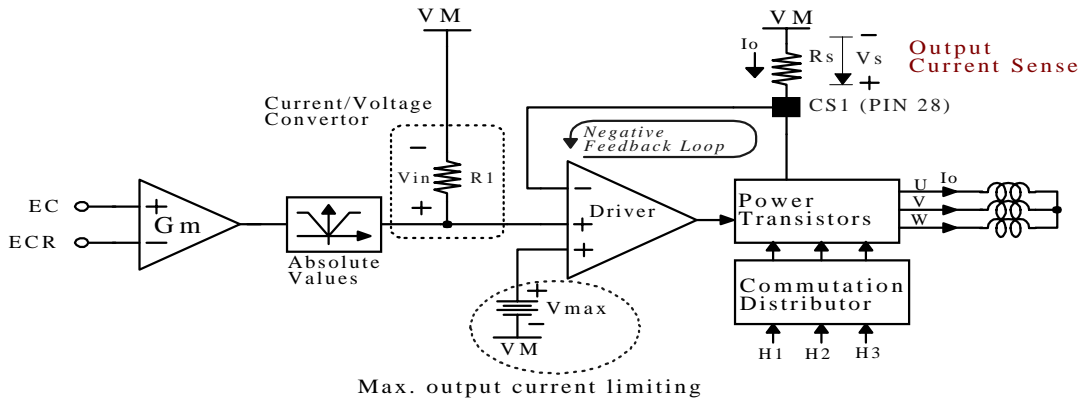 VM
VM
Io
Rs
−
Vs
+
Output
Current Sense
CS1 (PIN 28)
Current/Voltage
Convertor
−
Vin
R1
+
Negative
Feedback Loop
EC
ECR
+
−
Gm
Absolute
Values
−
+
+
Driver
Power
Transistors
U
V
W
Io
+
Vmax
−
VM
Commutation
Distributor
H1
H2
H3
Max. output current limiting